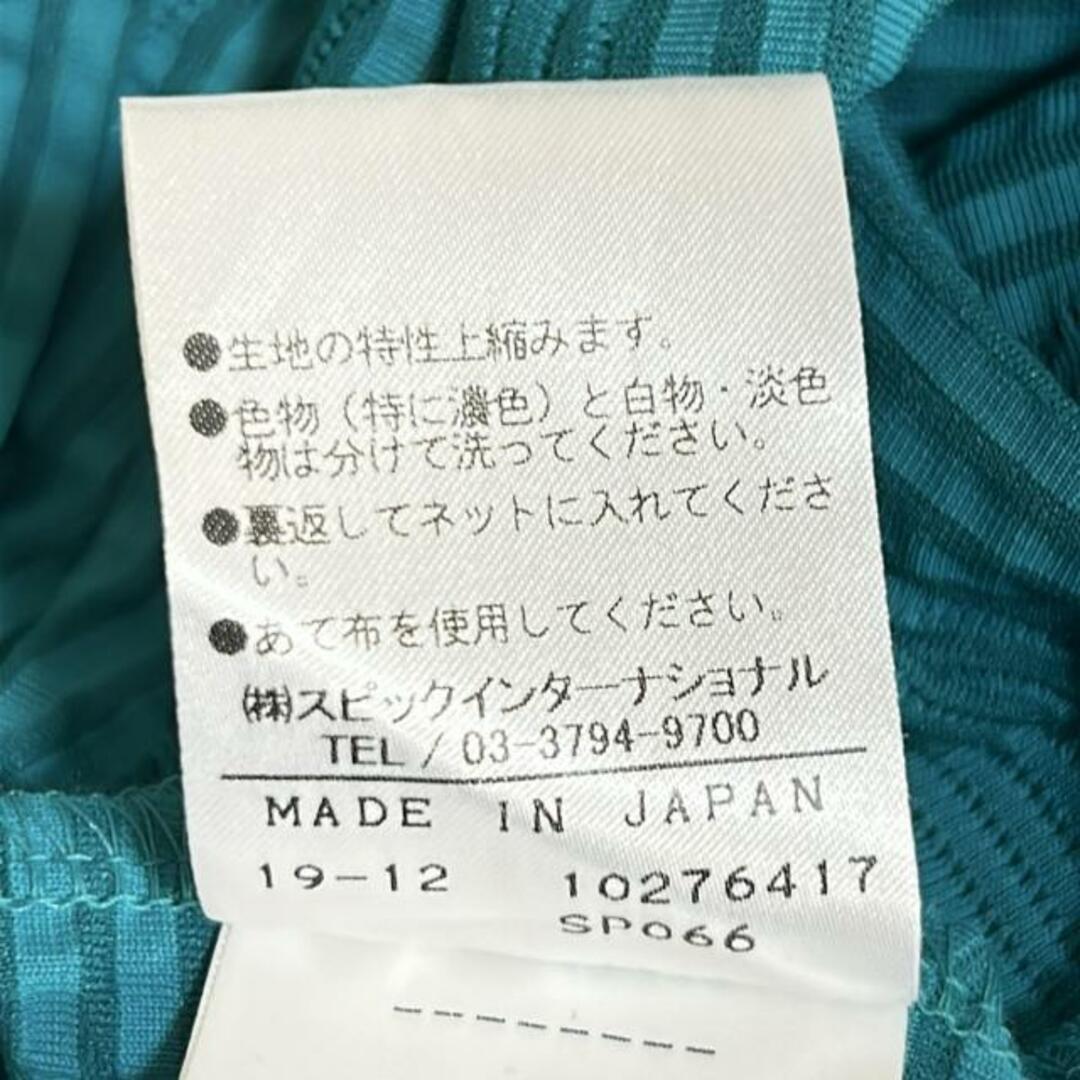 ●生地の特性上縮みます。
●色物（特に濃色）と白物・淡色
物は分けて洗ってください。
●裏返してネットに入れてくださ
い。
●あて布を使用してください。
㈱スピックインターナショナル
TEL / 03-3794-9700
MADE IN JAPAN
19-12 10276417
SP066